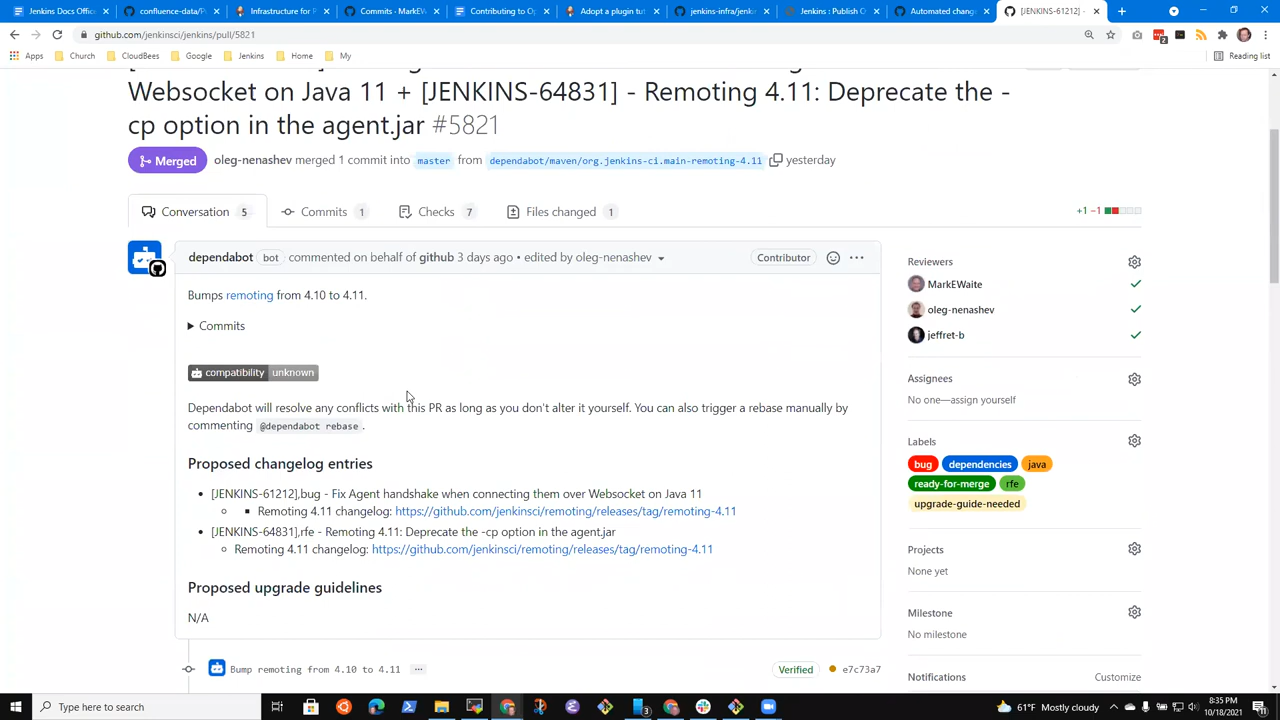 Jenkins Docs Offic
confluence-data/P
Infrastructure for
Commits · MarkEW
Contributing to O
Adopt a plugin tut
jenkins-infra/jenk
Jenkins : Publish O
Automated chang
[JENKINS-61212] -
github.com/jenkinsci/jenkins/pull/5821
Apps
Church
CloudBees
Google
Jenkins
Home
My
Reading list
Websocket on Java 11 + [JENKINS-64831] - Remoting 4.11: Deprecate the -
cp option in the agent.jar #5821
Merged
oleg-nenashev merged 1 commit into master from dependabot/maven/org.jenkins-ci.main-remoting-4.11 yesterday
Conversation 5
Commits 1
Checks 7
Files changed 1
+1 −1
dependabot bot commented on behalf of github 3 days ago • edited by oleg-nenashev
Contributor
Bumps remoting from 4.10 to 4.11.
Commits
compatibility unknown
Dependabot will resolve any conflicts with this PR as long as you don't alter it yourself. You can also trigger a rebase manually by
commenting @dependabot rebase.
Proposed changelog entries
[JENKINS-61212],bug - Fix Agent handshake when connecting them over Websocket on Java 11
Remoting 4.11 changelog: https://github.com/jenkinsci/remoting/releases/tag/remoting-4.11
[JENKINS-64831],rfe - Remoting 4.11: Deprecate the -cp option in the agent.jar
Remoting 4.11 changelog: https://github.com/jenkinsci/remoting/releases/tag/remoting-4.11
Proposed upgrade guidelines
N/A
Bump remoting from 4.10 to 4.11
Verified
e7c73a7
Reviewers
MarkEWaite
oleg-nenashev
jeffret-b
Assignees
No one—assign yourself
Labels
bug
dependencies
java
ready-for-merge
rfe
upgrade-guide-needed
Projects
None yet
Milestone
No milestone
Notifications
Customize
Type here to search
61°F Mostly cloudy
8:35 PM
10/18/2021